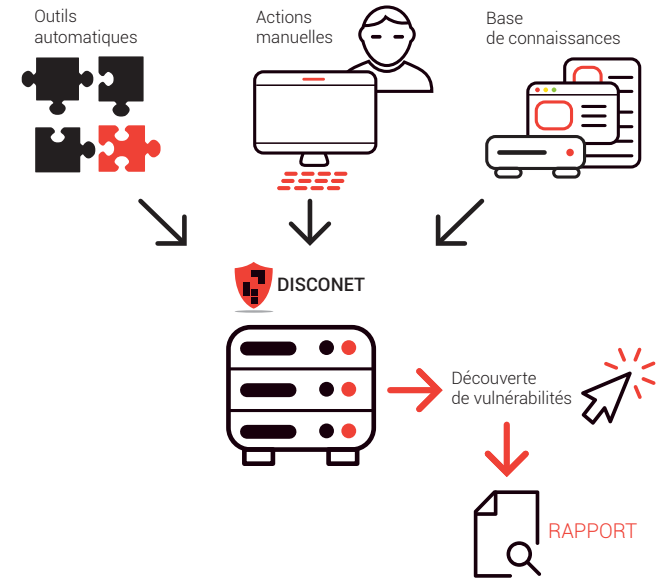 Outils
automatiques
Actions
manuelles
Base
de connaissances
DISCONET
Découverte
de vulnérabilités
RAPPORT